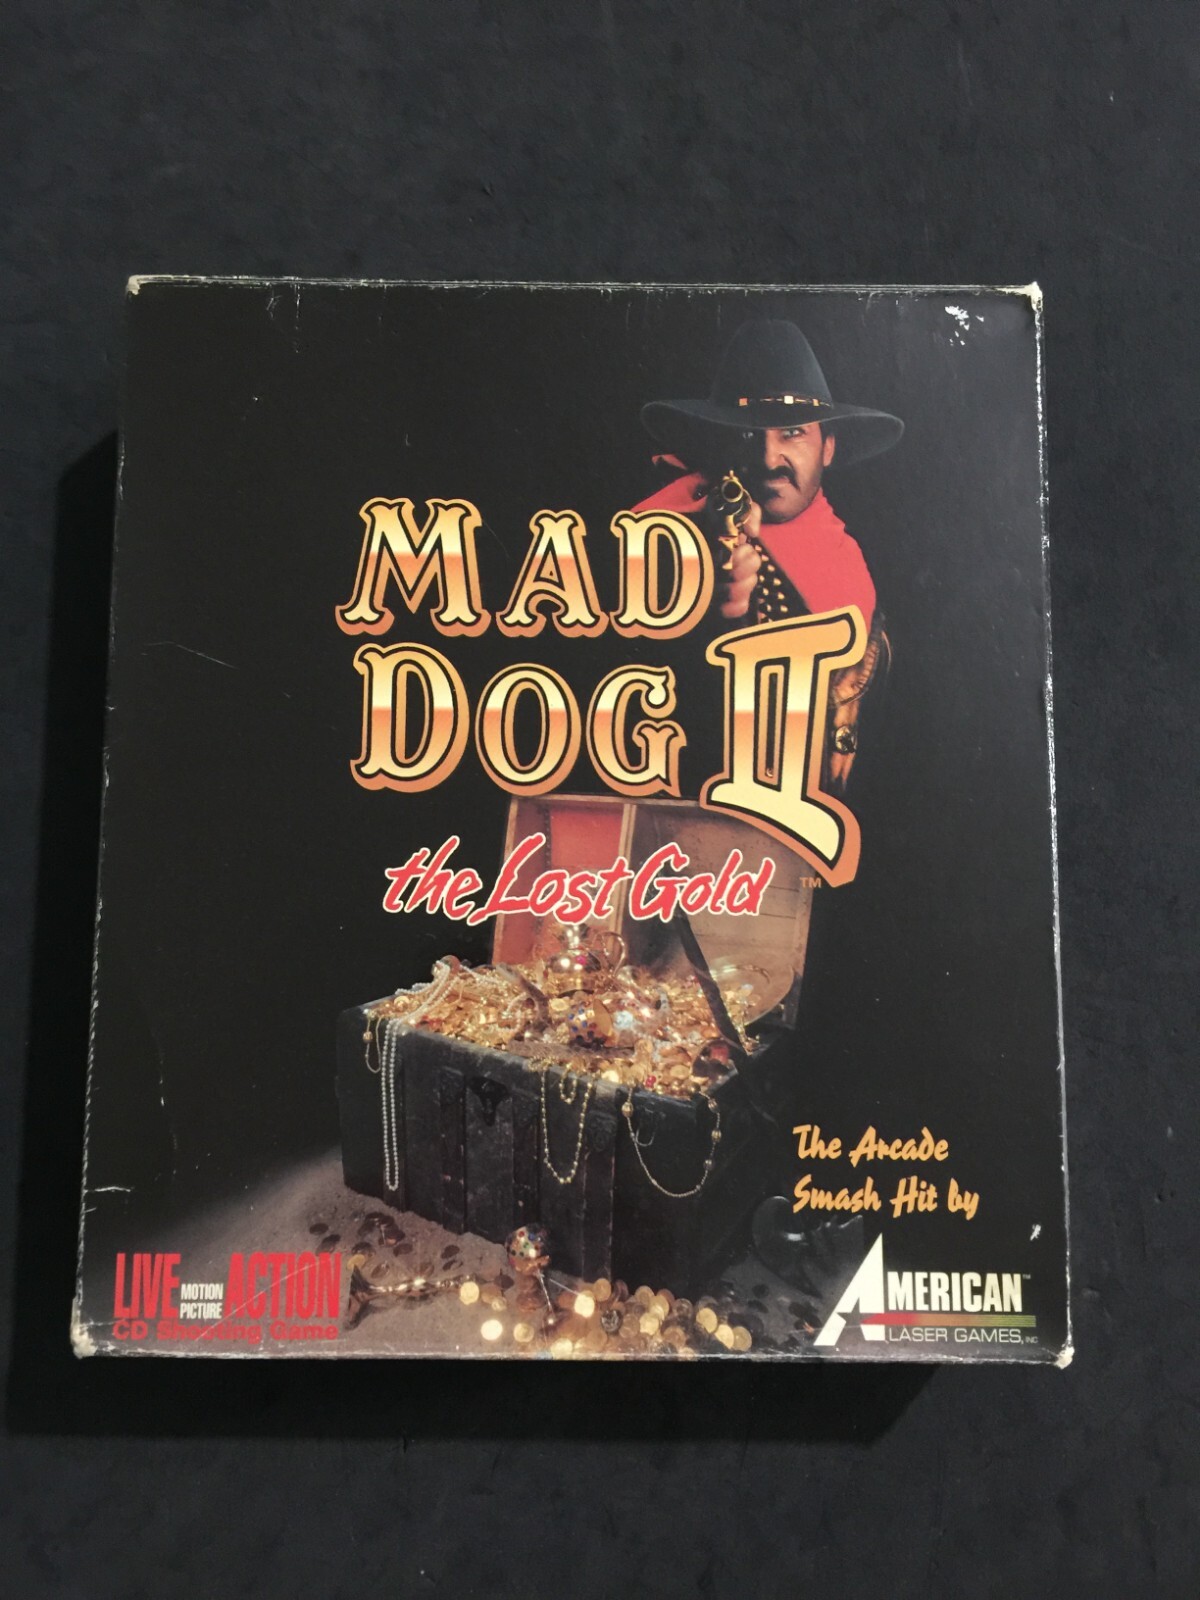 MAD
DOG II
the Lost Gold ™
The Arcade
Smash Hit by
LIVE MOTION PICTURE ACTION
CD Shooting Game
AMERICAN™
LASER GAMES, INC